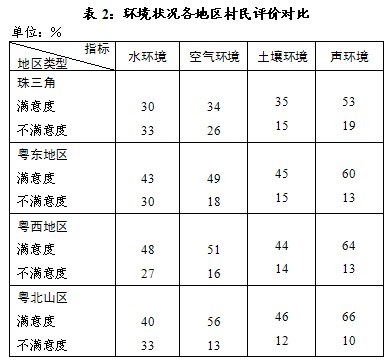 表 2：环境状况各地区村民评价对比
单位：%
指标
地区类型 水环境 空气环境 土壤环境 声环境
珠三角
满意度 30 34 35 53
不满意度 33 26 15 19
粤东地区
满意度 43 49 45 60
不满意度 30 18 15 13
粤西地区
满意度 48 51 44 64
不满意度 27 16 14 13
粤北山区
满意度 40 56 46 66
不满意度 33 13 12 10